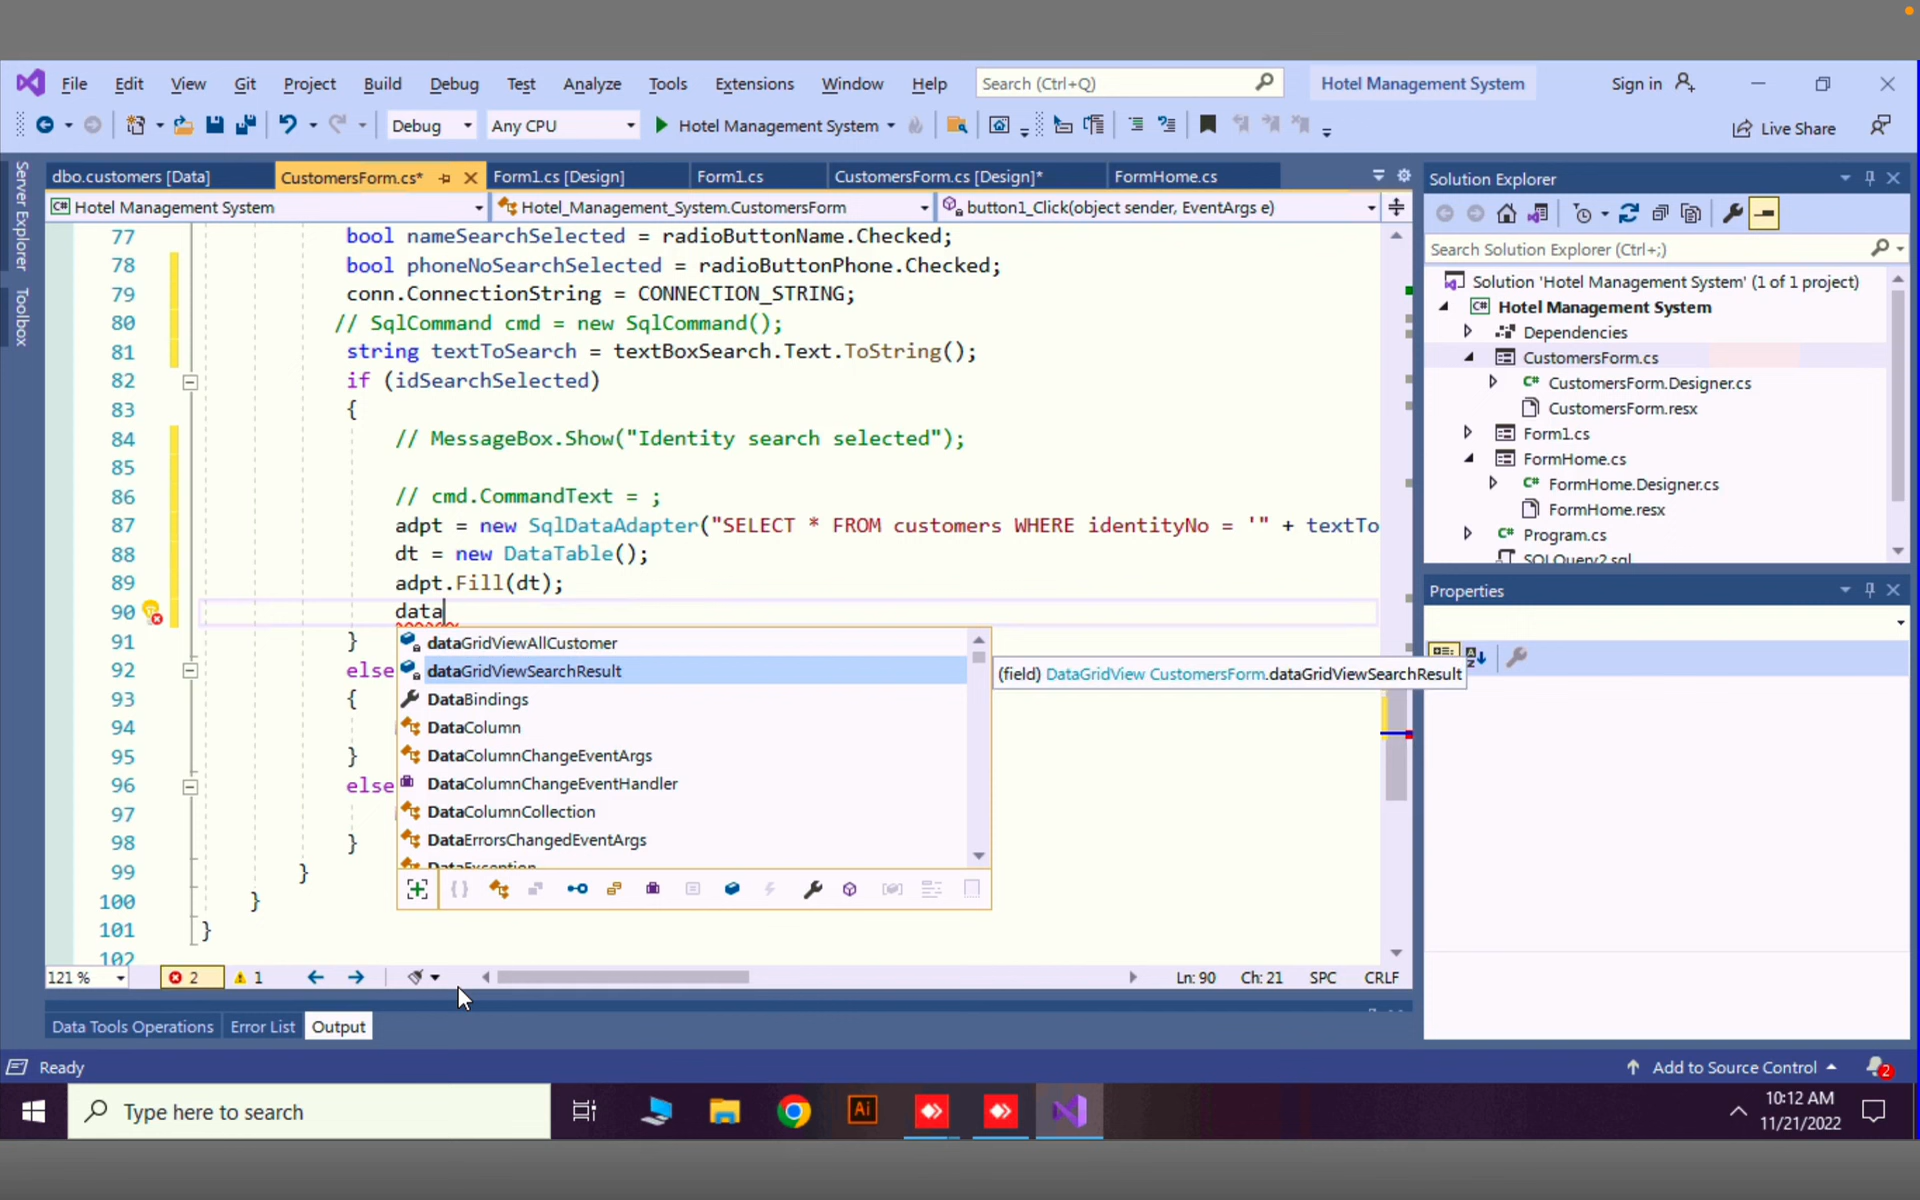 File Edit View Git Project Build Debug Test Analyze Tools Extensions Window Help Search (Ctrl+Q) Hotel Management System Sign in
Debug Any CPU Hotel Management System Live Share
Server Explorer
Toolbox
dbo.customers [Data] CustomersForm.cs* Form1.cs [Design] Form1.cs CustomersForm.cs [Design]* FormHome.cs
Hotel Management System Hotel_Management_System.CustomersForm button1_Click(object sender, EventArgs e)
77 bool nameSearchSelected = radioButtonName.Checked;
78 bool phoneNoSearchSelected = radioButtonPhone.Checked;
79 conn.ConnectionString = CONNECTION_STRING;
80 // SqlCommand cmd = new SqlCommand();
81 string textToSearch = textBoxSearch.Text.ToString();
82 if (idSearchSelected)
83 {
84 // MessageBox.Show("Identity search selected");
85
86 // cmd.CommandText = ;
87 adpt = new SqlDataAdapter("SELECT * FROM customers WHERE identityNo = '" + textTo
88 dt = new DataTable();
89 adpt.Fill(dt);
90 data
91 }
92 else
93 {
94
95 }
96 else
97
98 }
99 }
100 }
101 }
102
dataGridViewAllCustomer
dataGridViewSearchResult
DataBindings
DataColumn
DataColumnChangeEventArgs
DataColumnChangeEventHandler
DataColumnCollection
DataErrorsChangedEventArgs
DataException
(field) DataGridView CustomersForm.dataGridViewSearchResult
121 % 2 1 Ln: 90 Ch: 21 SPC CRLF
Data Tools Operations Error List Output
Solution Explorer
Search Solution Explorer (Ctrl+;)
Solution 'Hotel Management System' (1 of 1 project)
C# Hotel Management System
Dependencies
CustomersForm.cs
C# CustomersForm.Designer.cs
CustomersForm.resx
Form1.cs
FormHome.cs
C# FormHome.Designer.cs
FormHome.resx
C# Program.cs
SQLQuery2.sql
Properties
Ready Add to Source Control 2
Type here to search Ai 10:12 AM
11/21/2022